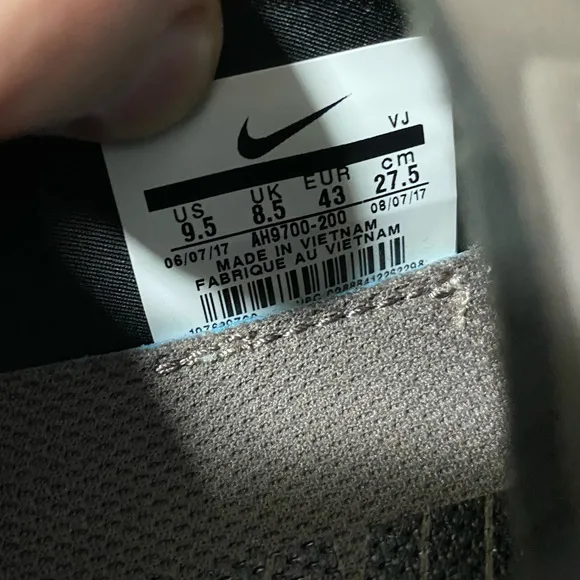 VJ
US UK EUR cm
9.5 8.5 43 27.5
06/07/17 AH9700-200 08/07/17
MADE IN VIETNAM
FABRIQUE AU VIETNAM
UPC